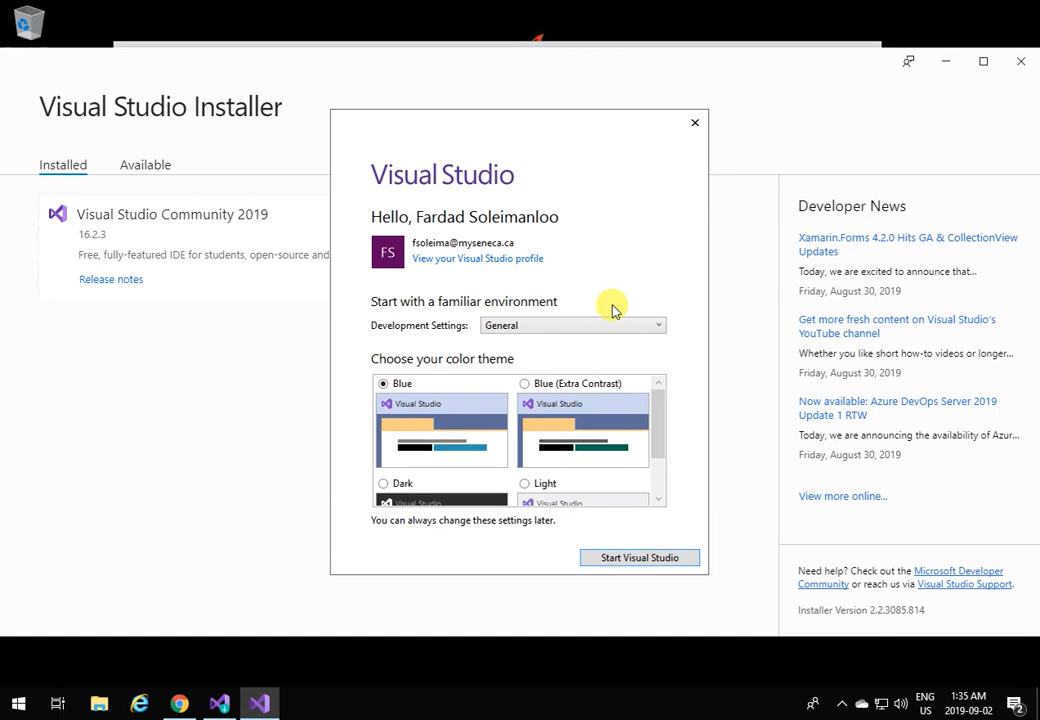 Visual Studio Installer
Installed
Available
Visual Studio Community 2019
16.2.3
Free, fully-featured IDE for students, open-source and
Release notes
Visual Studio
Hello, Fardad Soleimanloo
FS
fsoleima@myseneca.ca
View your Visual Studio profile
Start with a familiar environment
Development Settings:
General
Choose your color theme
Blue
Blue (Extra Contrast)
Visual Studio
Visual Studio
Dark
Light
Visual Studio
Visual Studio
You can always change these settings later.
Start Visual Studio
Developer News
Xamarin.Forms 4.2.0 Hits GA & CollectionView
Updates
Today, we are excited to announce that...
Friday, August 30, 2019
Get more fresh content on Visual Studio's
YouTube channel
Whether you like short how-to videos or longer...
Friday, August 30, 2019
Now available: Azure DevOps Server 2019
Update 1 RTW
Today, we are announcing the availability of Azur...
Friday, August 30, 2019
View more online...
Need help? Check out the Microsoft Developer
Community or reach us via Visual Studio Support.
Installer Version 2.2.3085.814
ENG
US
1:35 AM
2019-09-02
2